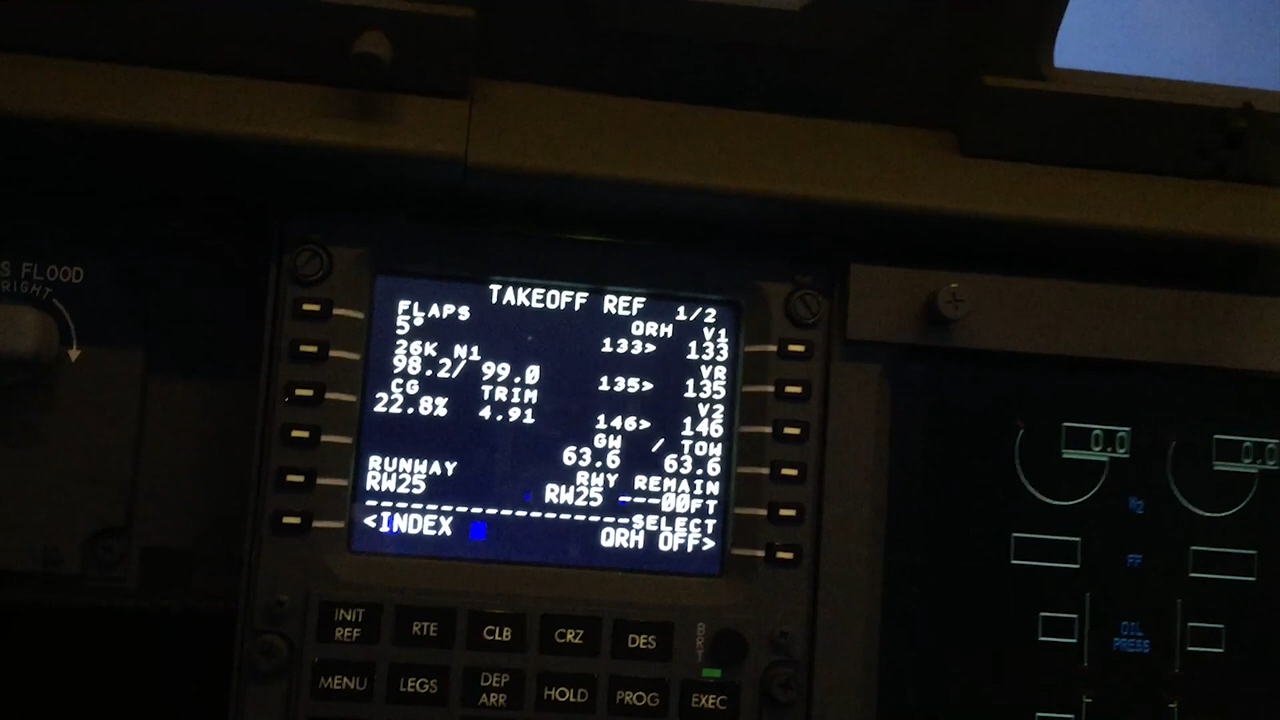 S FLOOD
RIGHT
TAKEOFF REF 1/2
FLAPS QRH V1
5° 133> 133
26K N1 VR
98.2/ 99.0 135> 135
CG TRIM V2
22.8% 4.91 146> 146
GW / TOW
63.6 63.6
RUNWAY RWY REMAIN
RW25 RW25 ---00FT
----------------SELECT
<INDEX QRH OFF>
INIT REF RTE CLB CRZ DES BRT
MENU LEGS DEP ARR HOLD PROG EXEC
0.0 0.0
N2
FF
OIL
PRESS